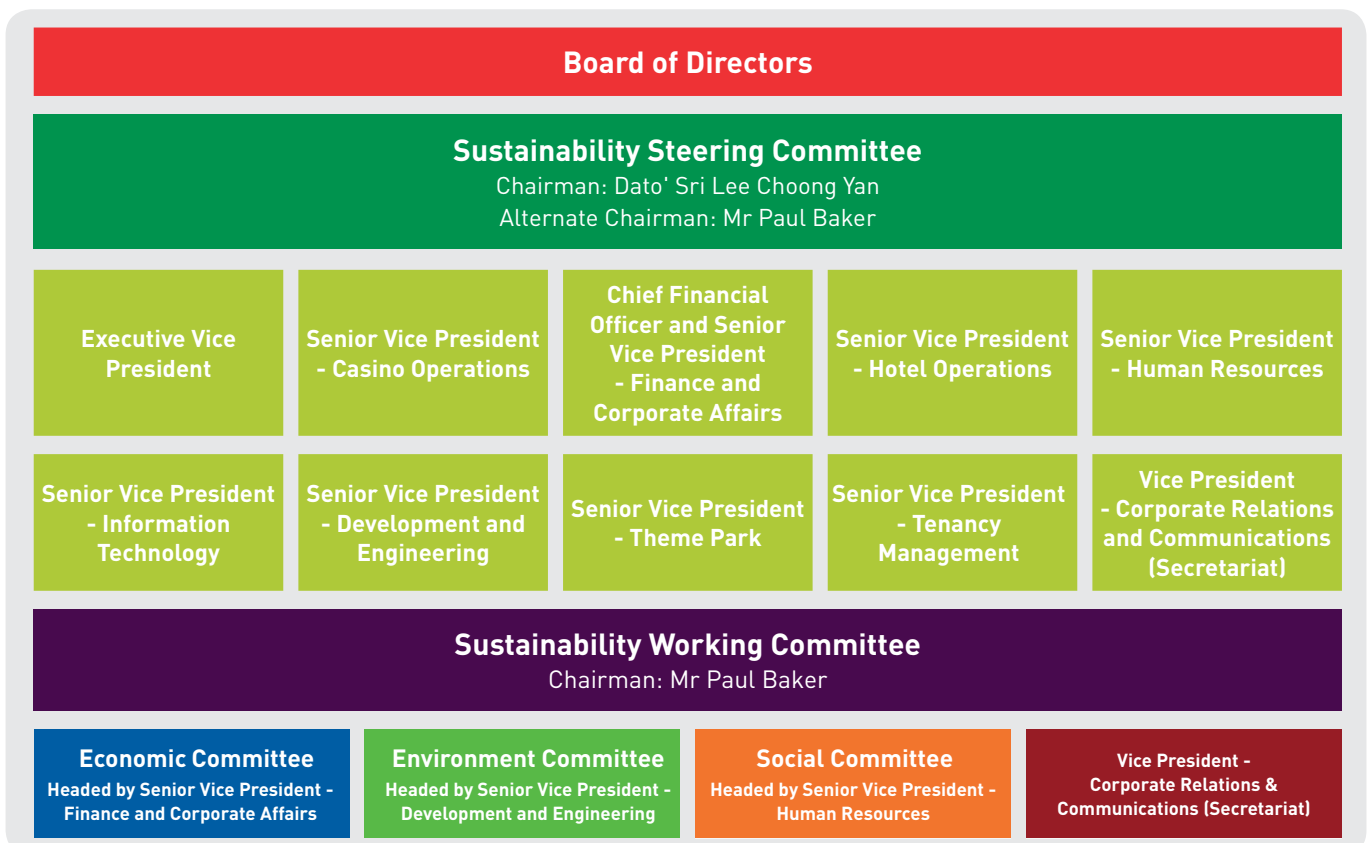 Board of Directors
Sustainability Steering Committee
Chairman: Dato' Sri Lee Choong Yan
Alternate Chairman: Mr Paul Baker
Executive Vice
President
Senior Vice President
- Casino Operations
Chief Financial
Officer and Senior
Vice President
- Finance and
Corporate Affairs
Senior Vice President
- Hotel Operations
Senior Vice President
- Human Resources
Senior Vice President
- Information
Technology
Senior Vice President
- Development and
Engineering
Senior Vice President
- Theme Park
Senior Vice President
- Tenancy
Management
Vice President
- Corporate Relations
and Communications
(Secretariat)
Sustainability Working Committee
Chairman: Mr Paul Baker
Economic Committee
Headed by Senior Vice President -
Finance and Corporate Affairs
Environment Committee
Headed by Senior Vice President -
Development and Engineering
Social Committee
Headed by Senior Vice President -
Human Resources
Vice President -
Corporate Relations &
Communications (Secretariat)